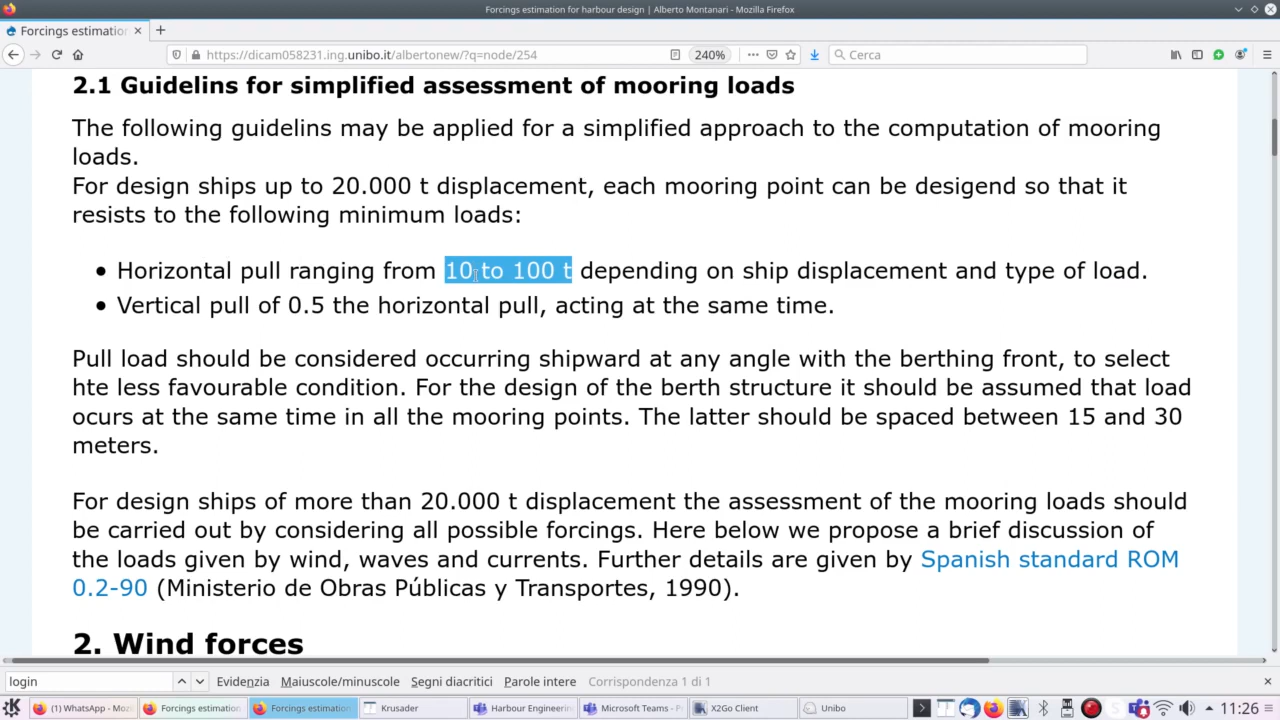 Forcings estimation for harbour design | Alberto Montanari - Mozilla Firefox
Forcings estimation
https://dicam058231.ing.unibo.it/albertonew/?q=node/254
240%
Cerca
2.1 Guidelins for simplified assessment of mooring loads
The following guidelins may be applied for a simplified approach to the computation of mooring
loads.
For design ships up to 20.000 t displacement, each mooring point can be desigend so that it
resists to the following minimum loads:
• Horizontal pull ranging from 10 to 100 t depending on ship displacement and type of load.
• Vertical pull of 0.5 the horizontal pull, acting at the same time.
Pull load should be considered occurring shipward at any angle with the berthing front, to select
hte less favourable condition. For the design of the berth structure it should be assumed that load
ocurs at the same time in all the mooring points. The latter should be spaced between 15 and 30
meters.
For design ships of more than 20.000 t displacement the assessment of the mooring loads should
be carried out by considering all possible forcings. Here below we propose a brief discussion of
the loads given by wind, waves and currents. Further details are given by Spanish standard ROM
0.2-90 (Ministerio de Obras Públicas y Transportes, 1990).
2. Wind forces
login
Evidenzia
Maiuscole/minuscole
Segni diacritici
Parole intere
Corrispondenza 1 di 1
(1) WhatsApp - Moz
Forcings estimation
Forcings estimation
Krusader
Harbour Engineerin
Microsoft Teams - Pr
X2Go Client
Unibo
11:26